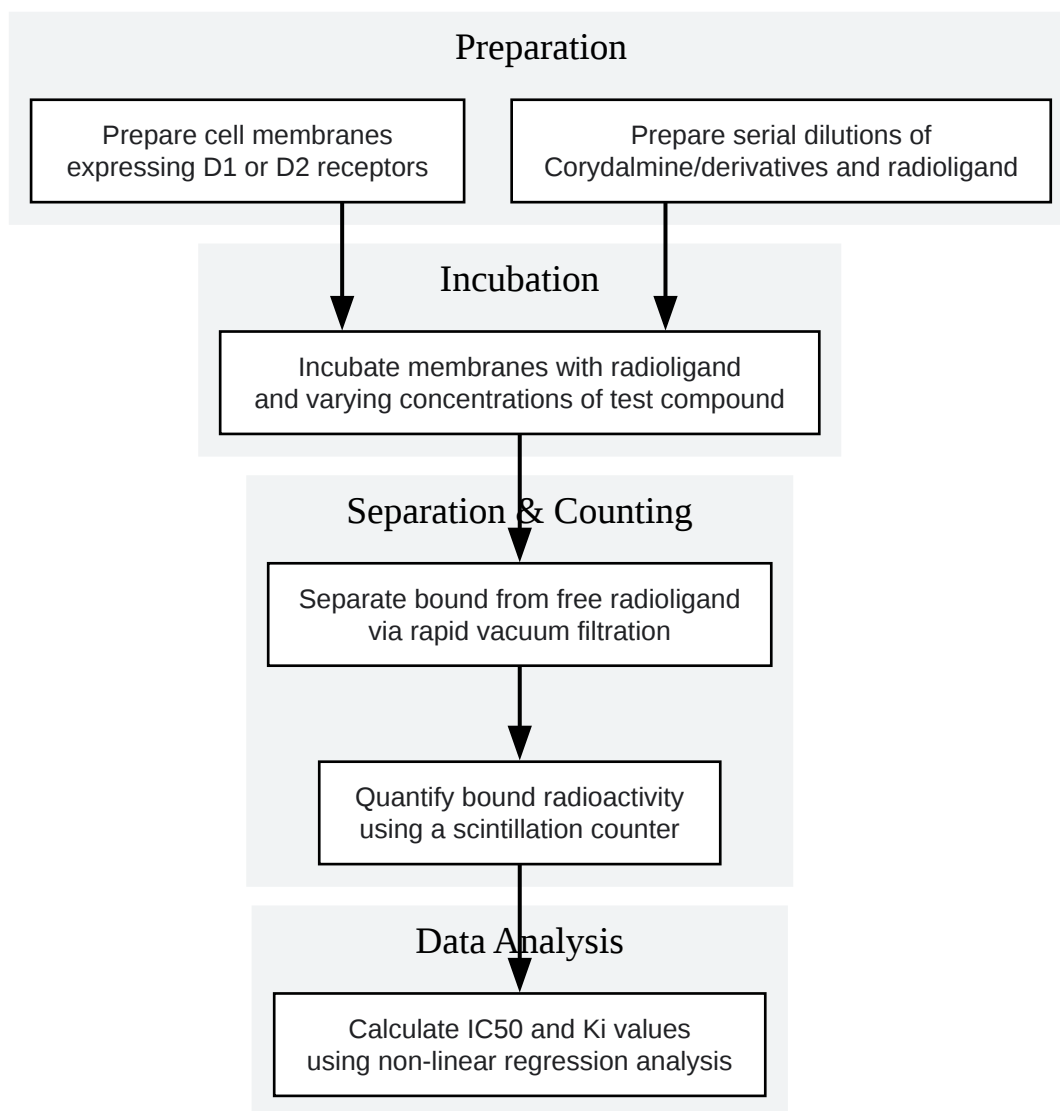 Preparation
Prepare cell membranes
expressing D1 or D2 receptors
Prepare serial dilutions of
Corydalmine/derivatives and radioligand
Incubation
Incubate membranes with radioligand
and varying concentrations of test compound
Separation & Counting
Separate bound from free radioligand
via rapid vacuum filtration
Quantify bound radioactivity
using a scintillation counter
Data Analysis
Calculate IC50 and Ki values
using non-linear regression analysis